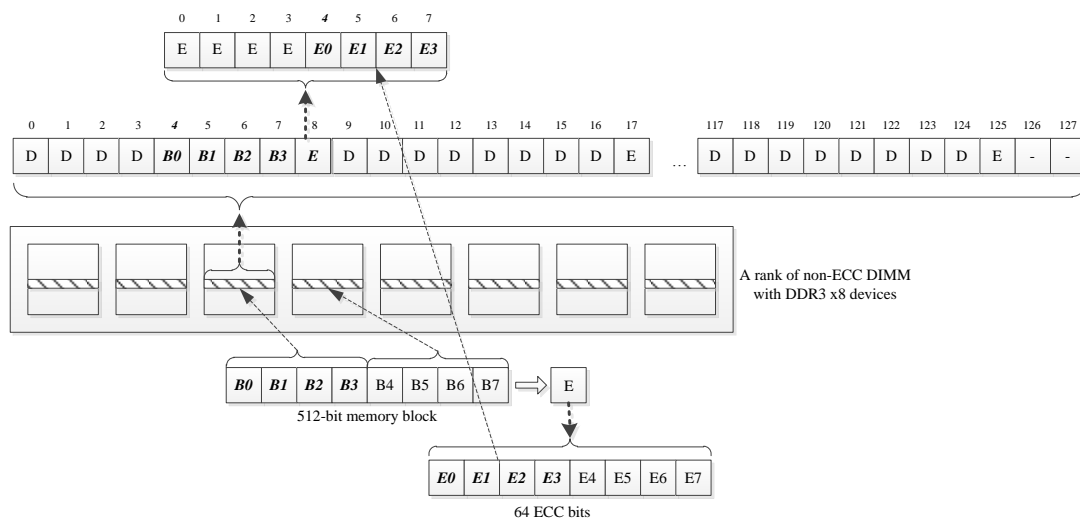 0 1 2 3 4 5 6 7
E E E E E0 E1 E2 E3
0 1 2 3 4 5 6 7 8 9 10 11 12 13 14 15 16 17 117 118 119 120 121 122 123 124 125 126 127
D D D D B0 B1 B2 B3 E D D D D D D D D E ... D D D D D D D D E - -
A rank of non-ECC DIMM
with DDR3 x8 devices
B0 B1 B2 B3 B4 B5 B6 B7 E
512-bit memory block
E0 E1 E2 E3 E4 E5 E6 E7
64 ECC bits